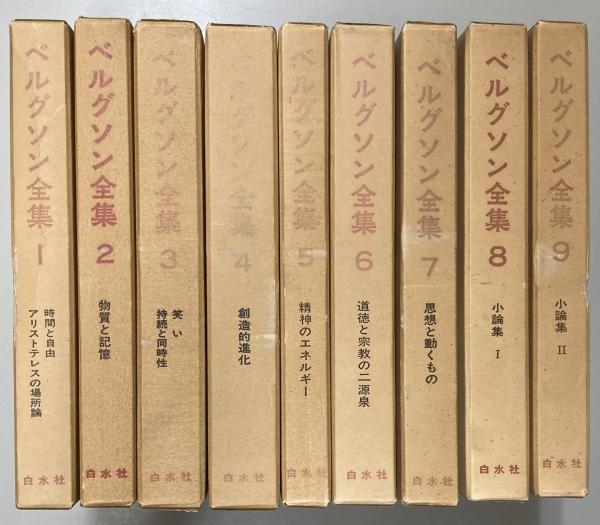 ベルグソン全集 1
時間と自由
アリストテレスの場所論
白水社
ベルグソン全集 2
物質と記憶
白水社
ベルグソン全集 3
笑い
持続と同時性
白水社
ベルグソン全集 4
創造的進化
白水社
ベルグソン全集 5
精神のエネルギー
白水社
ベルグソン全集 6
道徳と宗教の二源泉
白水社
ベルグソン全集 7
思想と動くもの
白水社
ベルグソン全集 8
小論集 I
白水社
ベルグソン全集 9
小論集 II
白水社